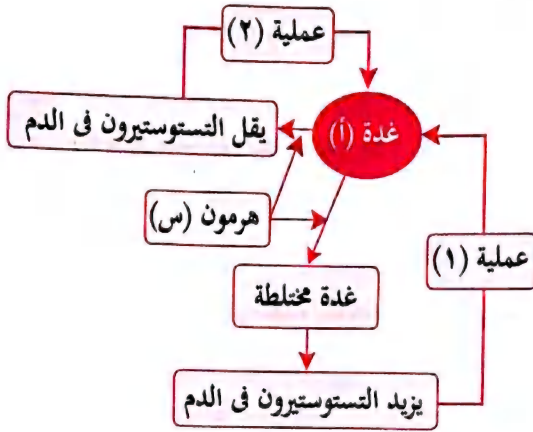 عملية (٢)
غدة (أ)
يقل التستوستيرون فى الدم
هرمون (س)
عملية (١)
غدة مختلطة
يزيد التستوستيرون فى الدم